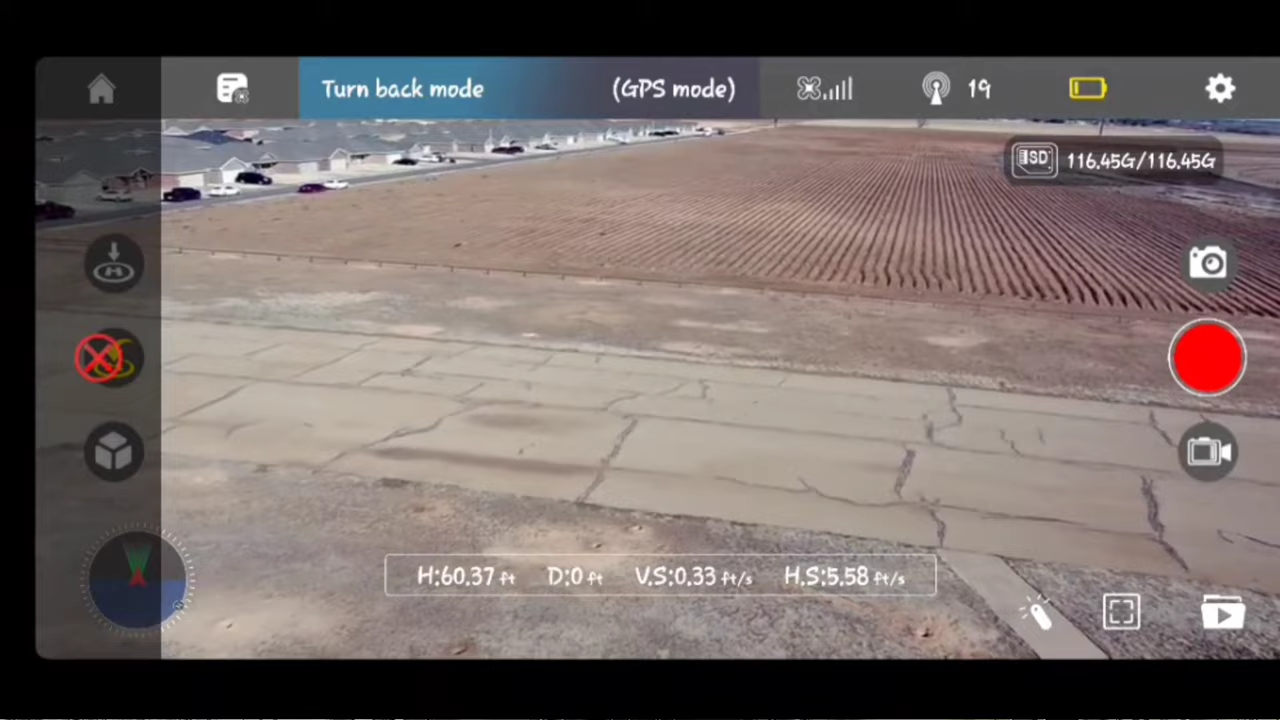 Turn back mode (GPS mode) 19
SD 116.45G/116.45G
H:60.37 ft D:0 ft V.S:0.33 ft/s H.S:5.58 ft/s